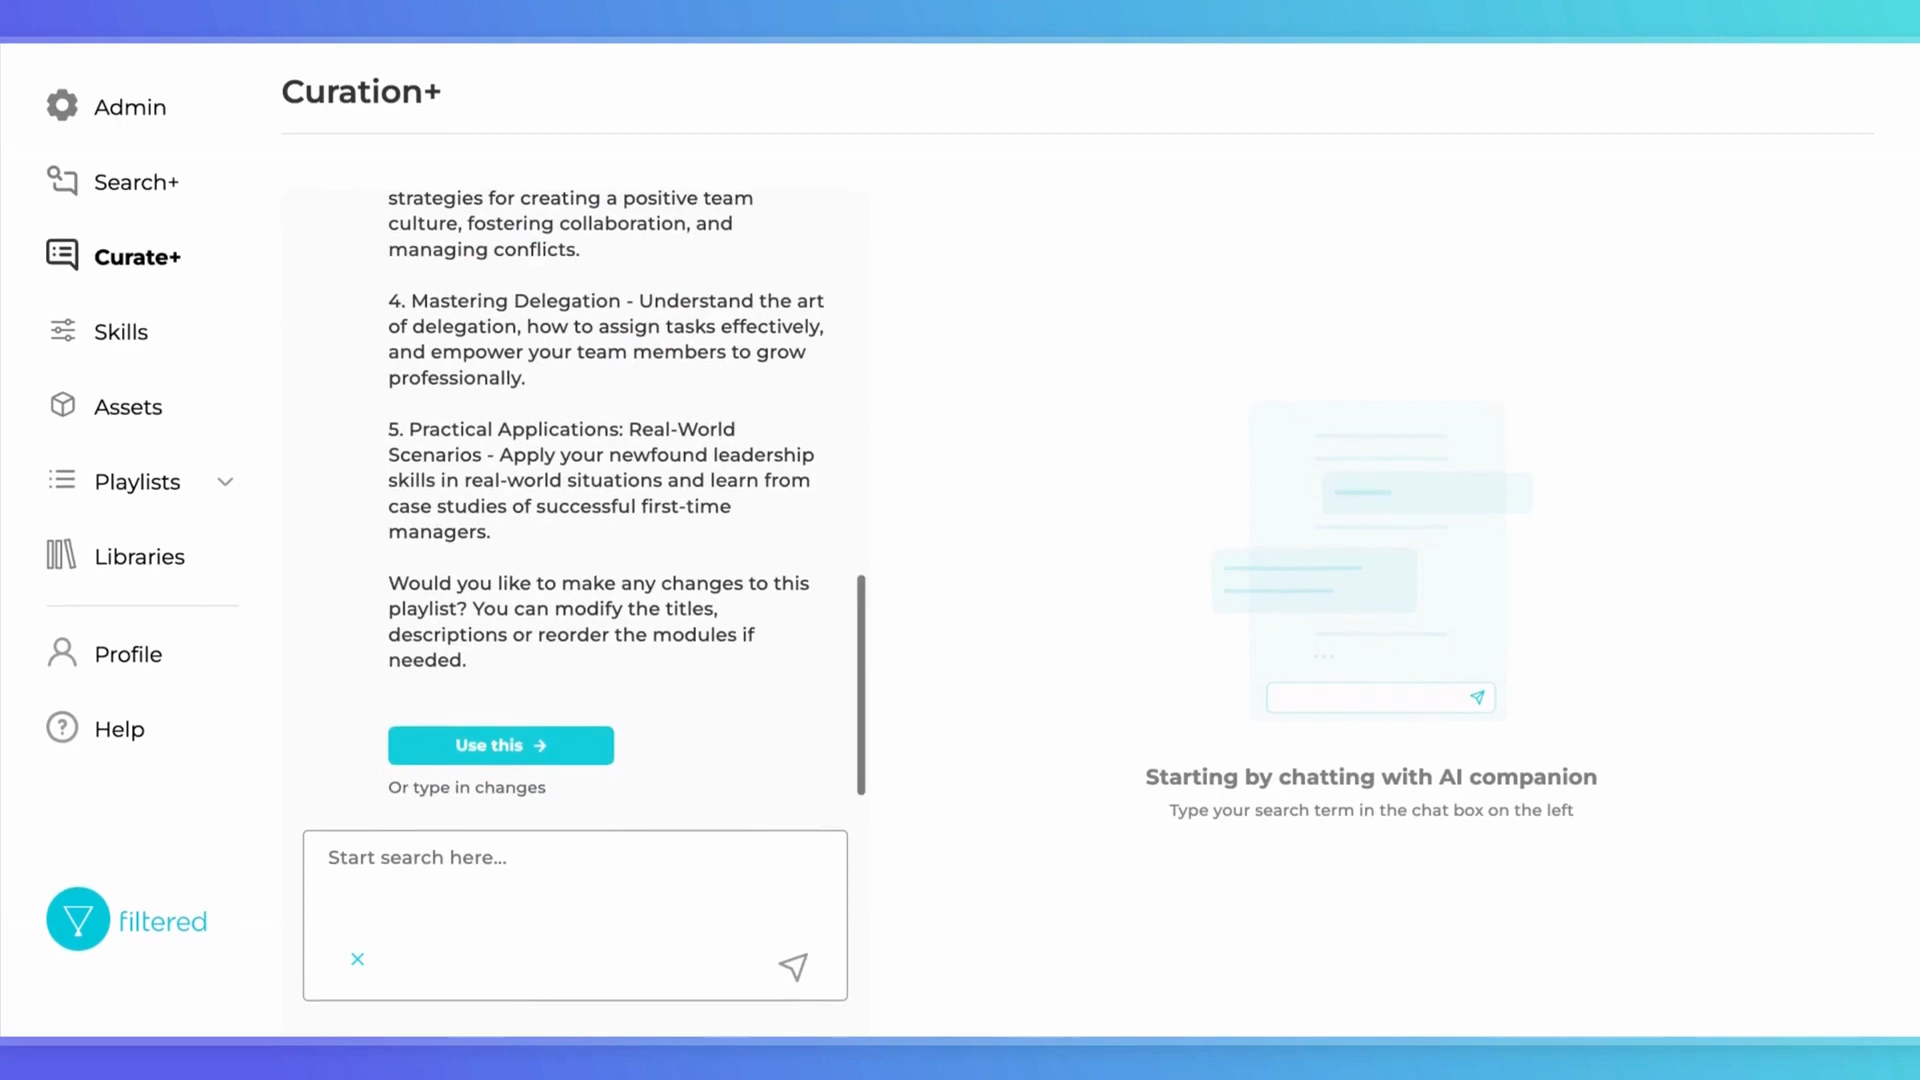 Admin
Search+
Curate+
Skills
Assets
Playlists
Libraries
Profile
Help
filtered
Curation+
strategies for creating a positive team
culture, fostering collaboration, and
managing conflicts.
4. Mastering Delegation - Understand the art
of delegation, how to assign tasks effectively,
and empower your team members to grow
professionally.
5. Practical Applications: Real-World
Scenarios - Apply your newfound leadership
skills in real-world situations and learn from
case studies of successful first-time
managers.
Would you like to make any changes to this
playlist? You can modify the titles,
descriptions or reorder the modules if
needed.
Use this →
Or type in changes
Start search here...
Starting by chatting with AI companion
Type your search term in the chat box on the left